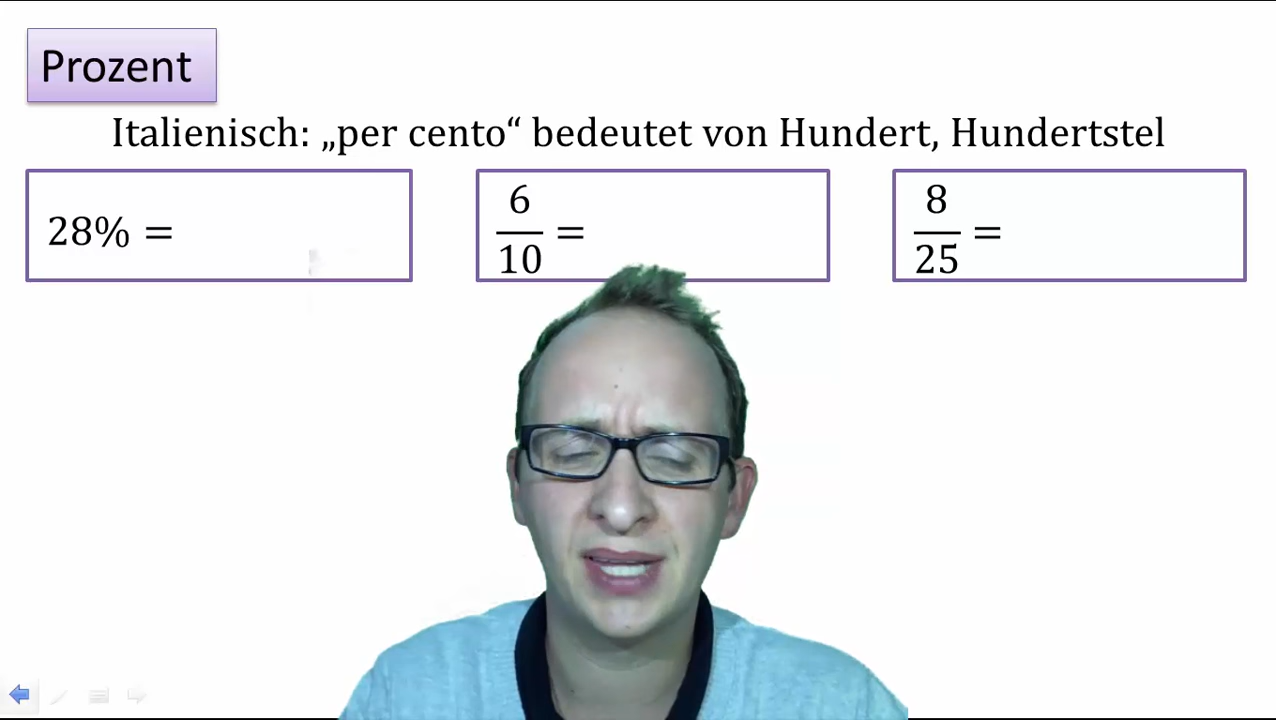 Prozent
Italienisch: „per cento“ bedeutet von Hundert, Hundertstel
28% =
6/10 =
8/25 =